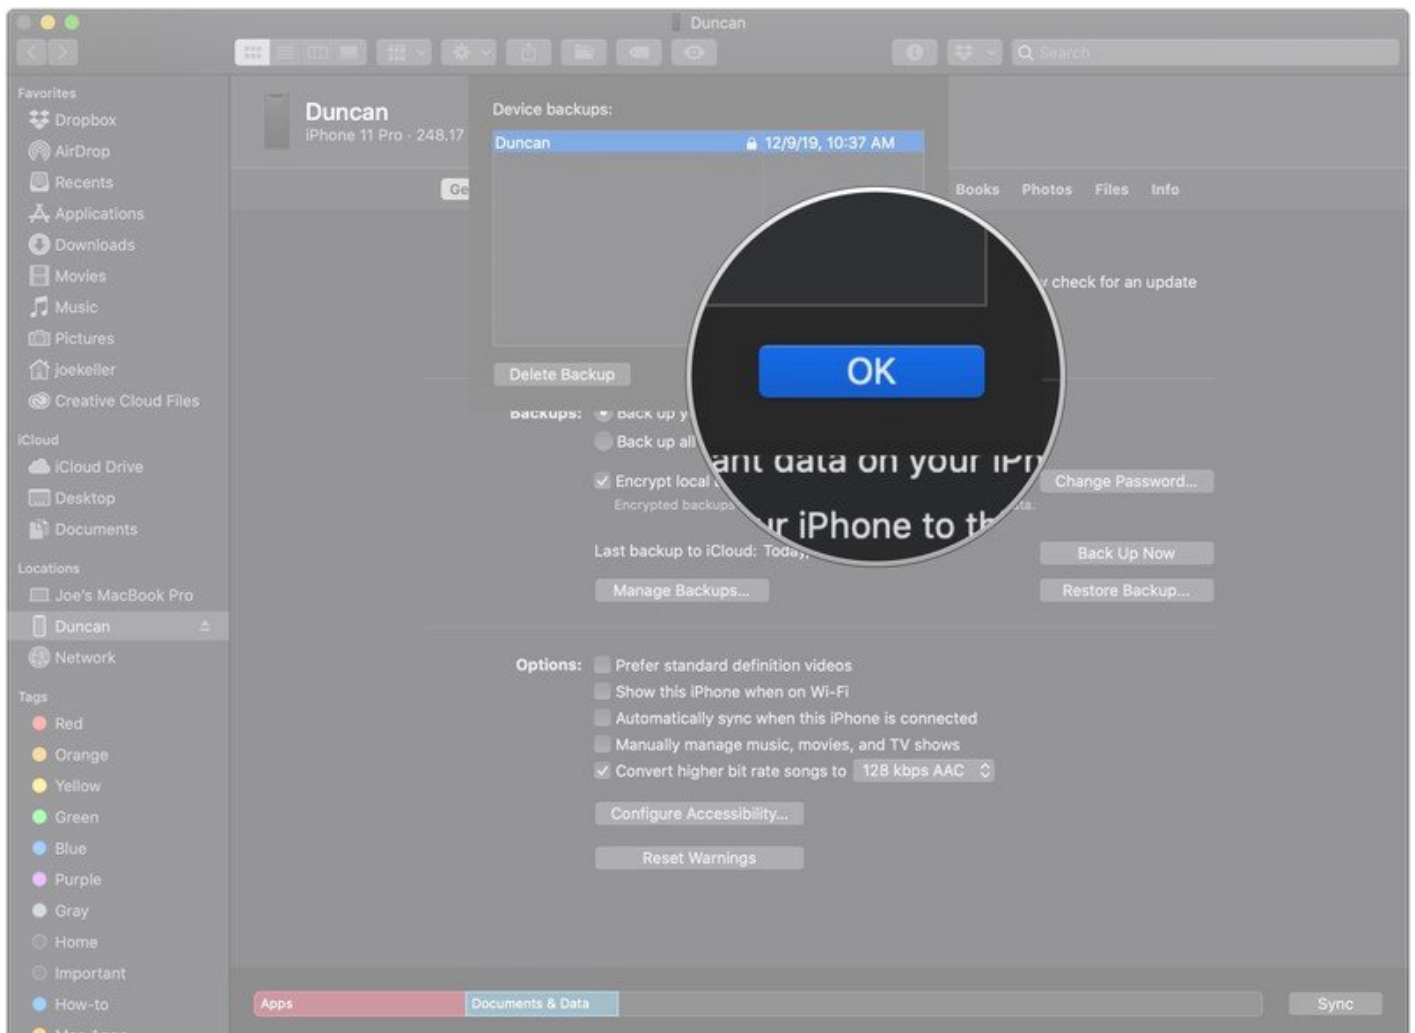 Duncan
Search
Favorites
Dropbox
AirDrop
Recents
Applications
Downloads
Movies
Music
Pictures
joekeller
Creative Cloud Files
iCloud
iCloud Drive
Desktop
Documents
Locations
Joe's MacBook Pro
Duncan
Network
Tags
Red
Orange
Yellow
Green
Blue
Purple
Gray
Home
Important
How-to
Duncan
iPhone 11 Pro · 248.17
Device backups:
Duncan 12/9/19, 10:37 AM
Ge Books Photos Files Info
check for an update
OK
Delete Backup
Backups: Back up y
Back up all
ant data on your iPh
Encrypt local Change Password...
Encrypted backups ta.
ur iPhone to th
Last backup to iCloud: Today, Back Up Now
Manage Backups... Restore Backup...
Options: Prefer standard definition videos
Show this iPhone when on Wi-Fi
Automatically sync when this iPhone is connected
Manually manage music, movies, and TV shows
Convert higher bit rate songs to 128 kbps AAC
Configure Accessibility...
Reset Warnings
Apps Documents & Data Sync